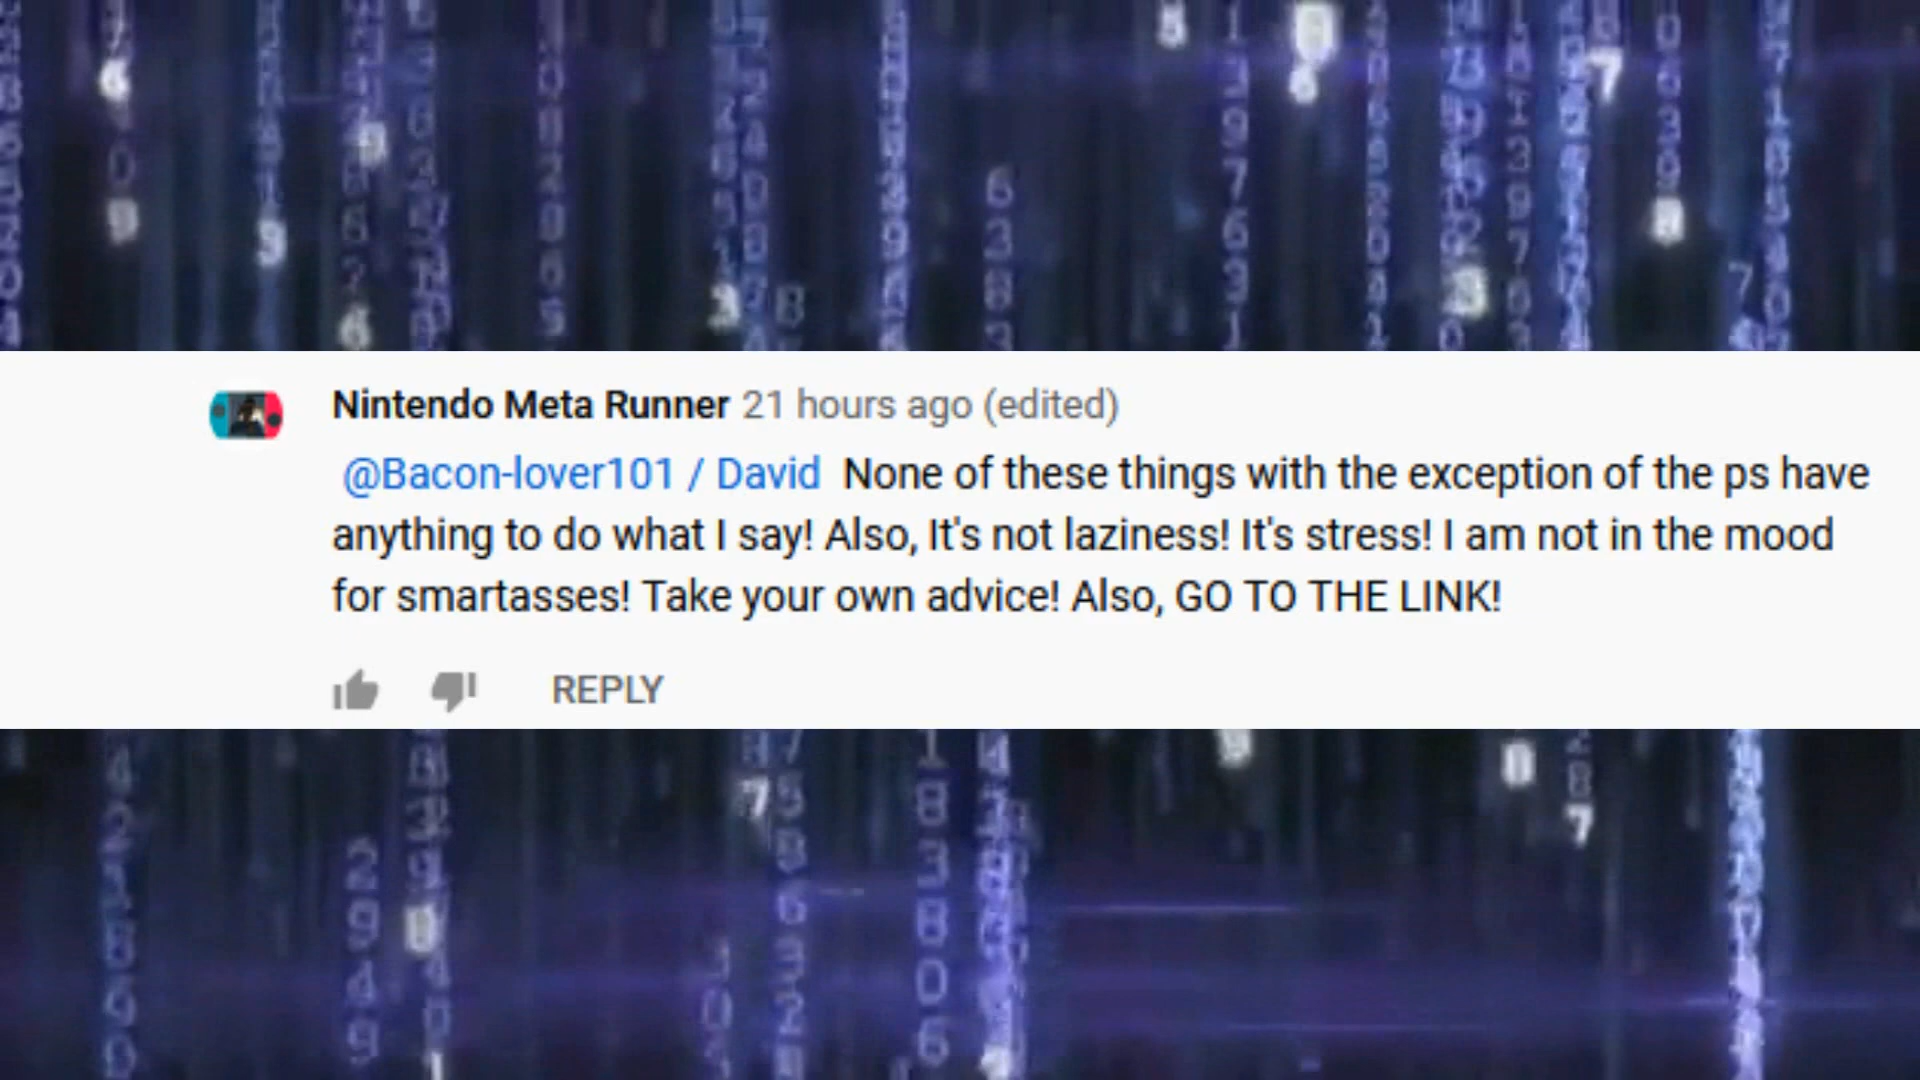 Nintendo Meta Runner 21 hours ago (edited)
@Bacon-lover101 / David None of these things with the exception of the ps have
anything to do what I say! Also, It's not laziness! It's stress! I am not in the mood
for smartasses! Take your own advice! Also, GO TO THE LINK!
REPLY